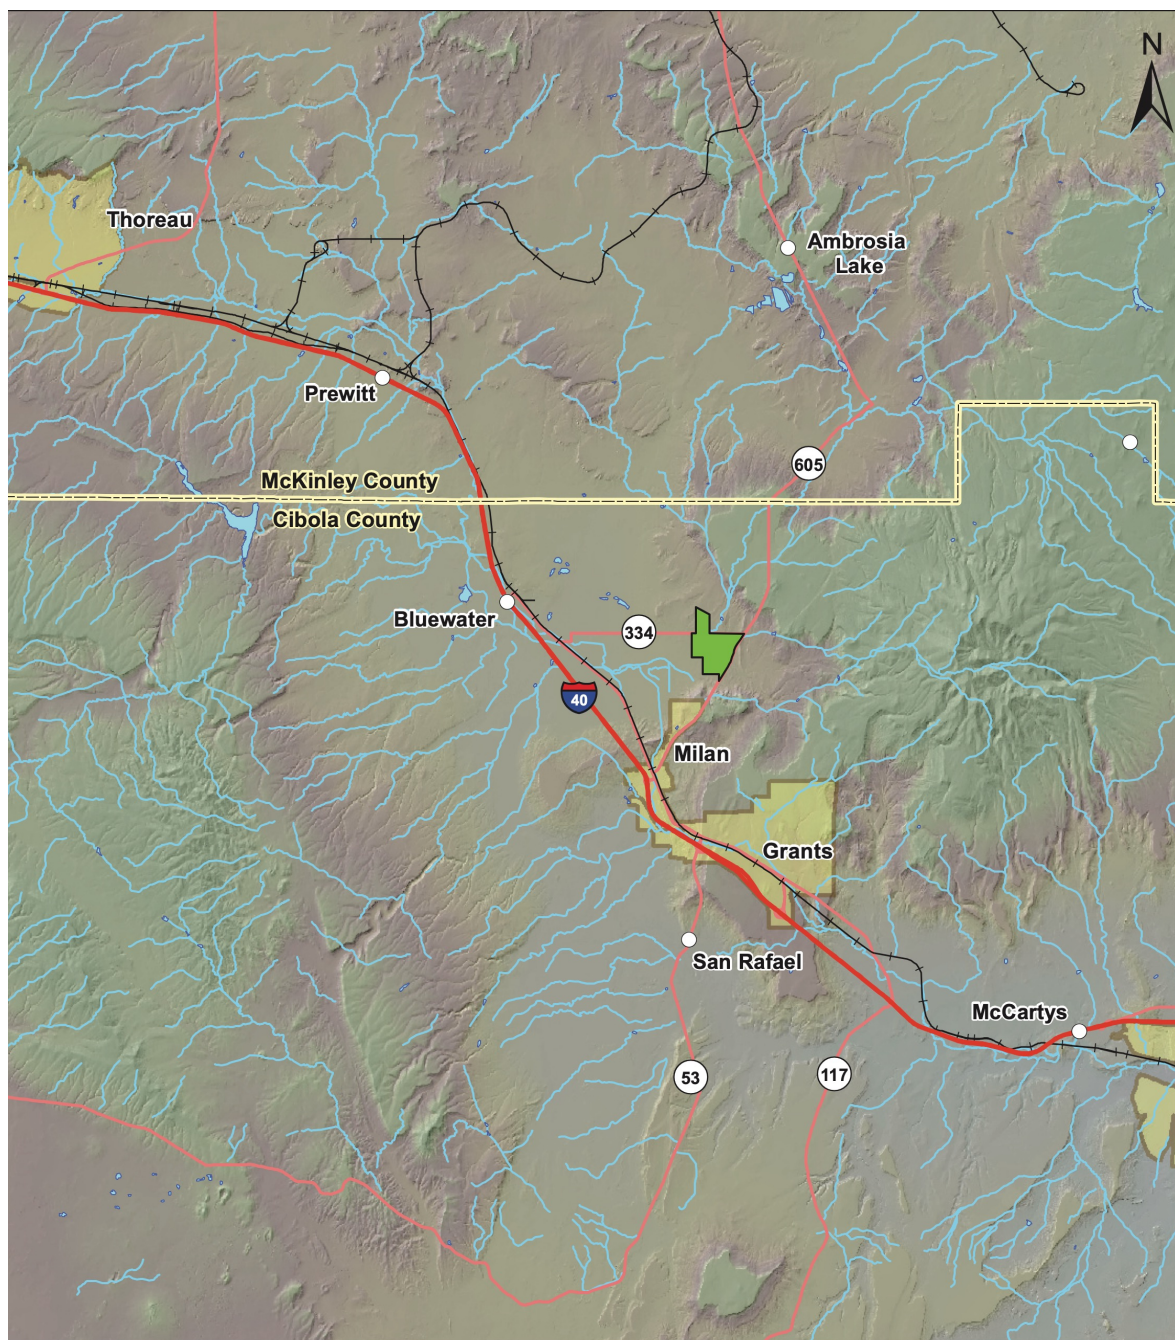 N
Thoreau
Ambrosia
Lake
Prewitt
605
McKinley County
Cibola County
Bluewater
334
40
Milan
Grants
San Rafael
McCartys
53
117